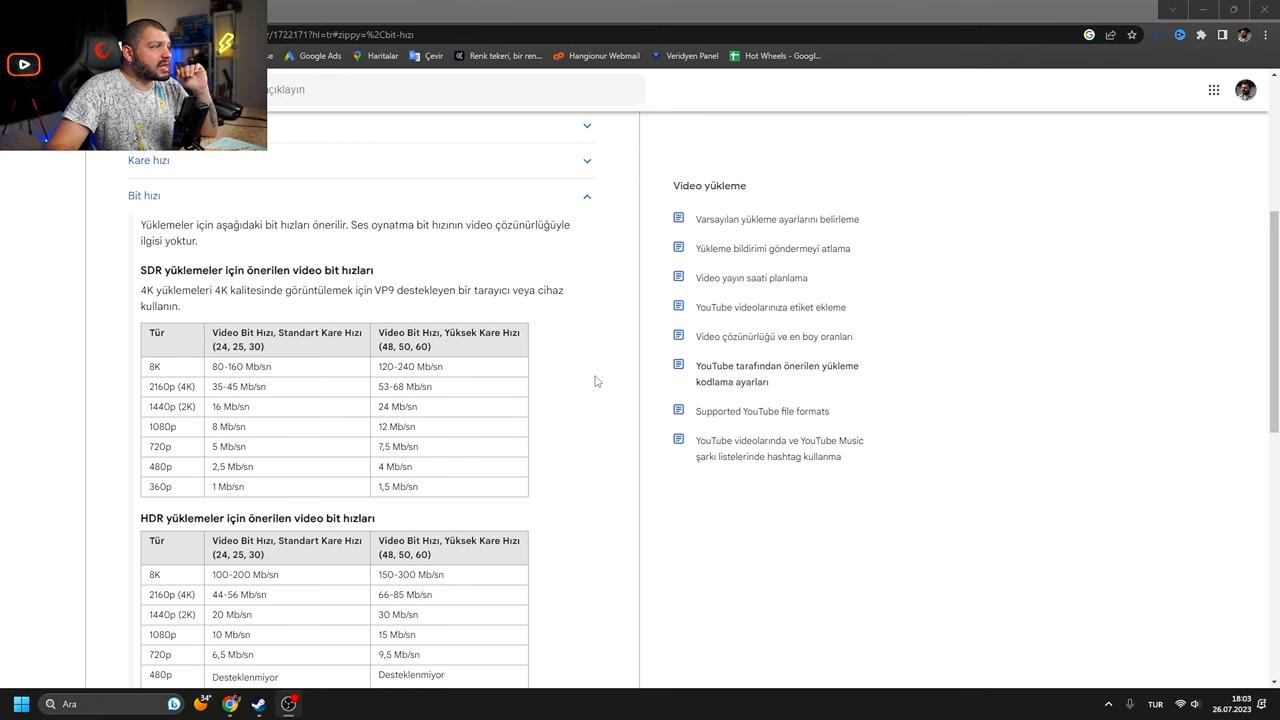 r/1722171?hl=tr#zippy=%2Cbit-hızı
se Google Ads Haritalar Çevir Renk tekeri, bir ren... Hangionur Webmail Veridyen Panel Hot Wheels - Googl...
açıklayın
Kare hızı
Bit hızı
Yüklemeler için aşağıdaki bit hızları önerilir. Ses oynatma bit hızının video çözünürlüğüyle
ilgisi yoktur.
SDR yüklemeler için önerilen video bit hızları
4K yüklemeleri 4K kalitesinde görüntülemek için VP9 destekleyen bir tarayıcı veya cihaz
kullanın.
Tür Video Bit Hızı, Standart Kare Hızı Video Bit Hızı, Yüksek Kare Hızı
(24, 25, 30) (48, 50, 60)
8K 80-160 Mb/sn 120-240 Mb/sn
2160p (4K) 35-45 Mb/sn 53-68 Mb/sn
1440p (2K) 16 Mb/sn 24 Mb/sn
1080p 8 Mb/sn 12 Mb/sn
720p 5 Mb/sn 7,5 Mb/sn
480p 2,5 Mb/sn 4 Mb/sn
360p 1 Mb/sn 1,5 Mb/sn
HDR yüklemeler için önerilen video bit hızları
Tür Video Bit Hızı, Standart Kare Hızı Video Bit Hızı, Yüksek Kare Hızı
(24, 25, 30) (48, 50, 60)
8K 100-200 Mb/sn 150-300 Mb/sn
2160p (4K) 44-56 Mb/sn 66-85 Mb/sn
1440p (2K) 20 Mb/sn 30 Mb/sn
1080p 10 Mb/sn 15 Mb/sn
720p 6,5 Mb/sn 9,5 Mb/sn
480p Desteklenmiyor Desteklenmiyor
Video yükleme
Varsayılan yükleme ayarlarını belirleme
Yükleme bildirimi göndermeyi atlama
Video yayın saati planlama
YouTube videolarınıza etiket ekleme
Video çözünürlüğü ve en boy oranları
YouTube tarafından önerilen yükleme
kodlama ayarları
Supported YouTube file formats
YouTube videolarında ve YouTube Music
şarkı listelerinde hashtag kullanma
Ara
34°
TUR
18:03
26.07.2023